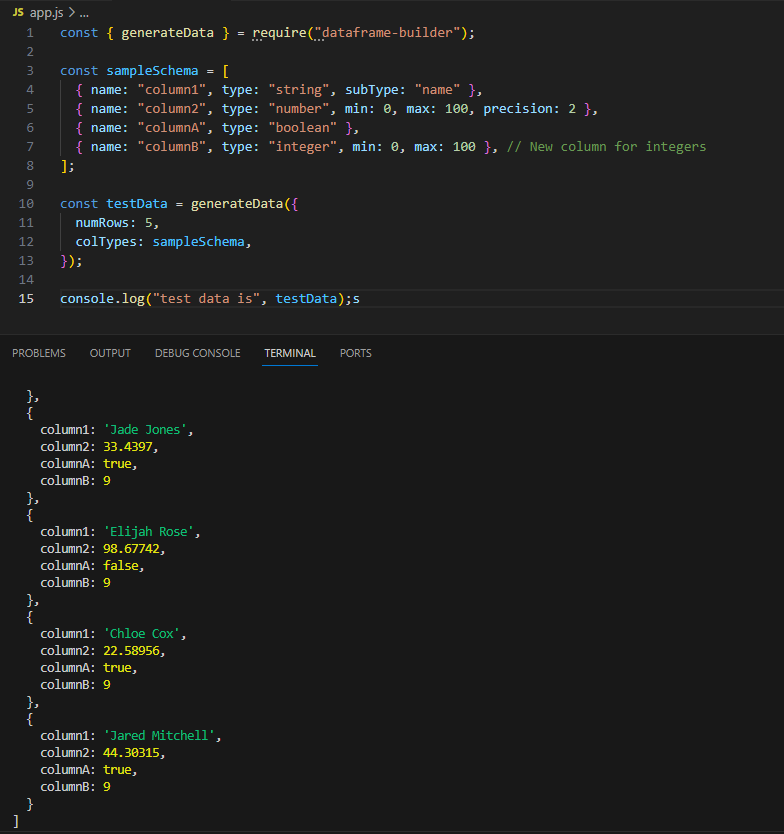 JS app.js > ...
1 const { generateData } = require("dataframe-builder");
2
3 const sampleSchema = [
4   { name: "column1", type: "string", subType: "name" },
5   { name: "column2", type: "number", min: 0, max: 100, precision: 2 },
6   { name: "columnA", type: "boolean" },
7   { name: "columnB", type: "integer", min: 0, max: 100 }, // New column for integers
8 ];
9
10 const testData = generateData({
11   numRows: 5,
12   colTypes: sampleSchema,
13 });
14
15 console.log("test data is", testData);s
PROBLEMS OUTPUT DEBUG CONSOLE TERMINAL PORTS
  },
  {
    column1: 'Jade Jones',
    column2: 33.4397,
    columnA: true,
    columnB: 9
  },
  {
    column1: 'Elijah Rose',
    column2: 98.67742,
    columnA: false,
    columnB: 9
  },
  {
    column1: 'Chloe Cox',
    column2: 22.58956,
    columnA: true,
    columnB: 9
  },
  {
    column1: 'Jared Mitchell',
    column2: 44.30315,
    columnA: true,
    columnB: 9
  }
]